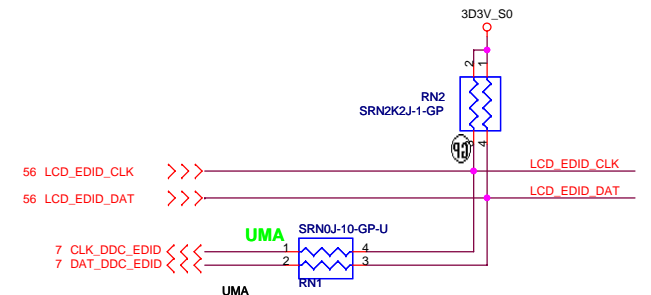 3D3V_S0
2 1
RN2
SRN2K2J-1-GP
3 4
56 LCD_EDID_CLK
LCD_EDID_CLK
56 LCD_EDID_DAT
LCD_EDID_DAT
UMA
SRN0J-10-GP-U
7 CLK_DDC_EDID
1 4
7 DAT_DDC_EDID
2 3
RN1
UMA